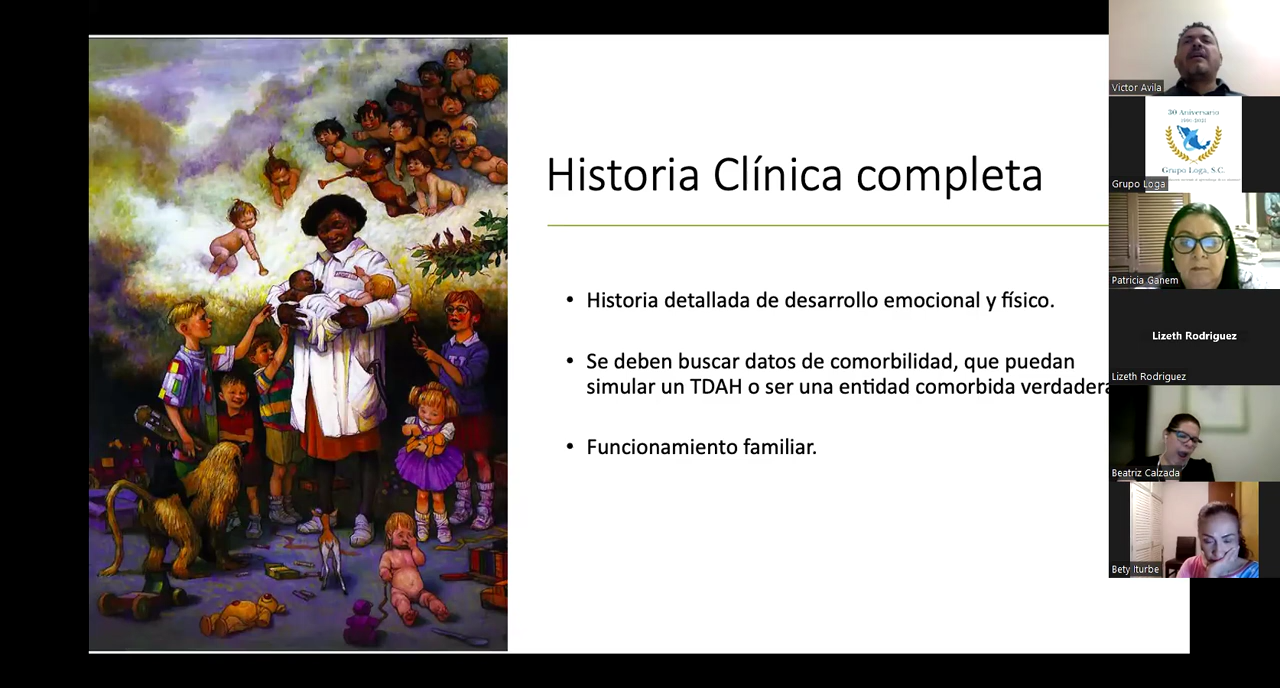 Historia Clínica completa
• Historia detallada de desarrollo emocional y físico.
• Se deben buscar datos de comorbilidad, que puedan
simular un TDAH o ser una entidad comorbida verdadera
• Funcionamiento familiar.
Victor Avila
30 Aniversario
Grupo Loga, S.C.
Grupo Loga
Patricia Ganem
Lizeth Rodriguez
Lizeth Rodriguez
Beatriz Calzada
Bety Iturbe